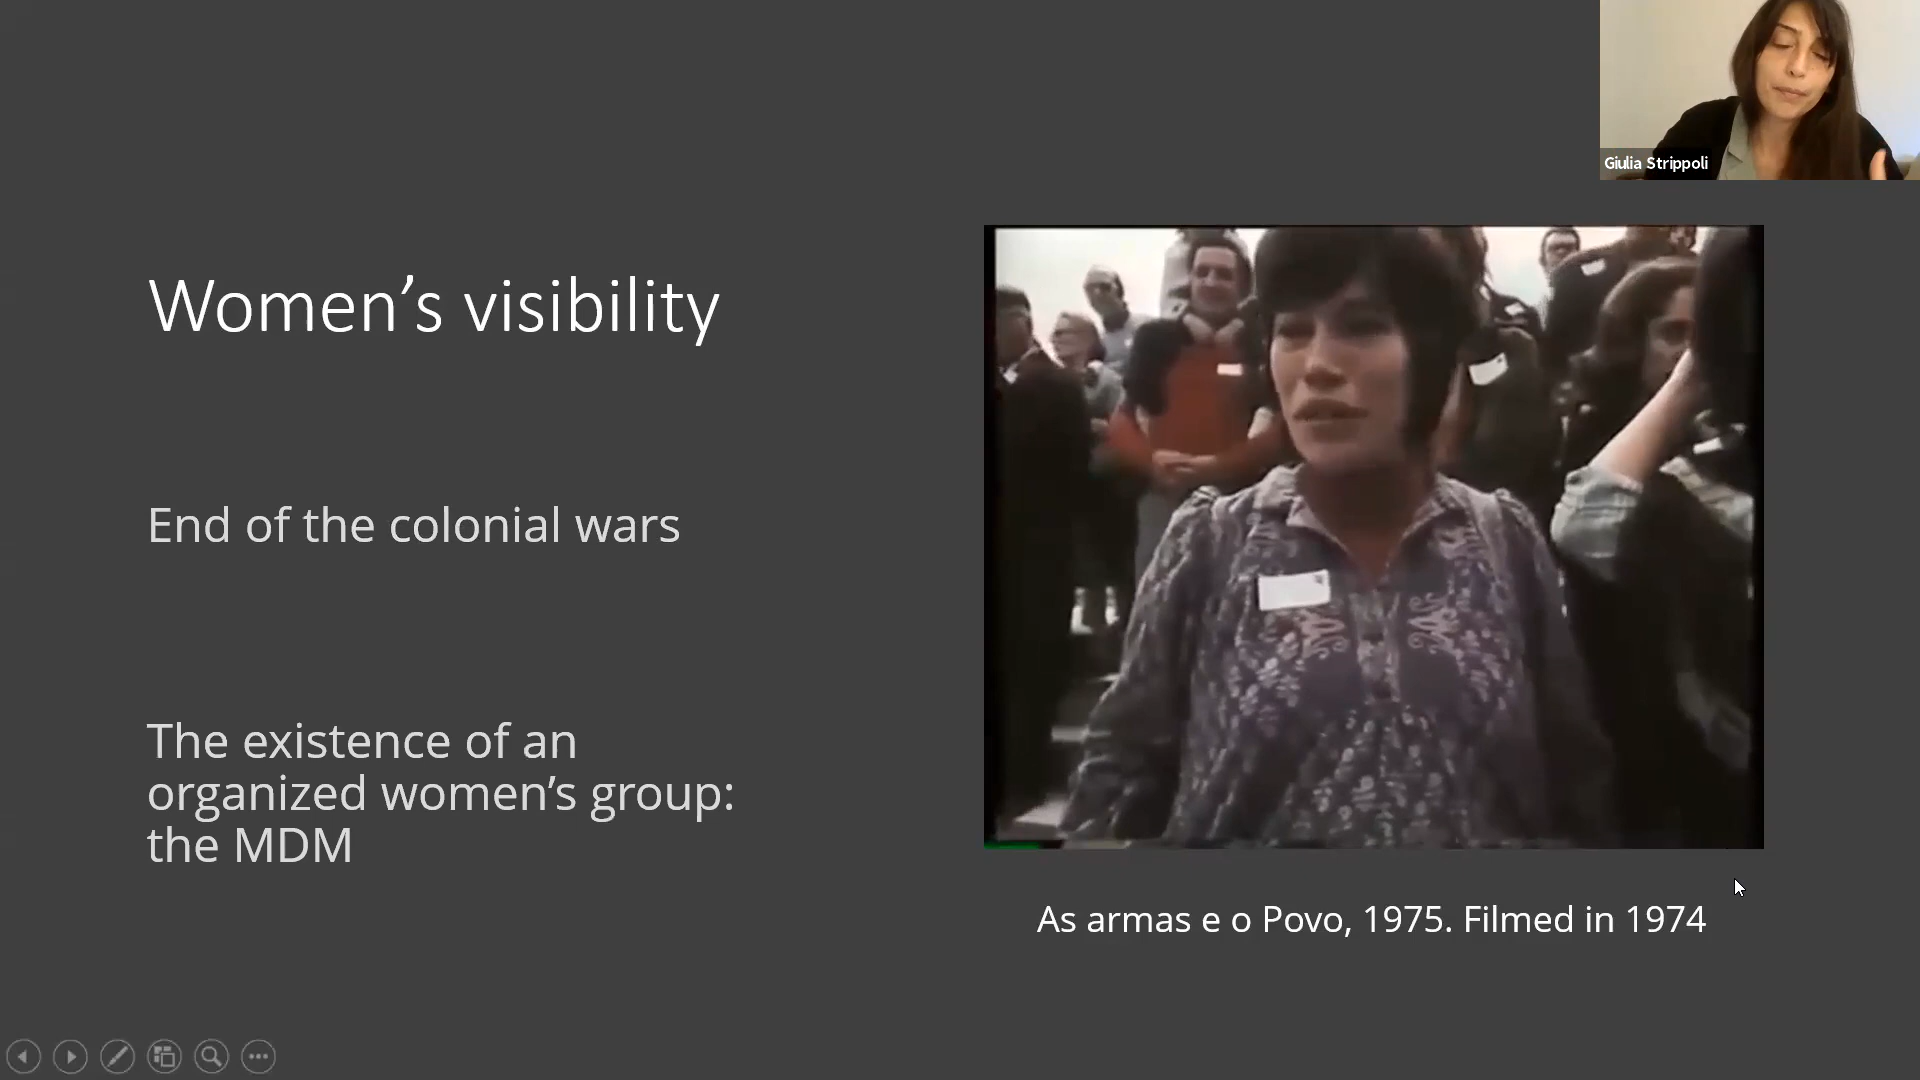 Giulia Strippoli
Women’s visibility
End of the colonial wars
The existence of an
organized women’s group:
the MDM
As armas e o Povo, 1975. Filmed in 1974